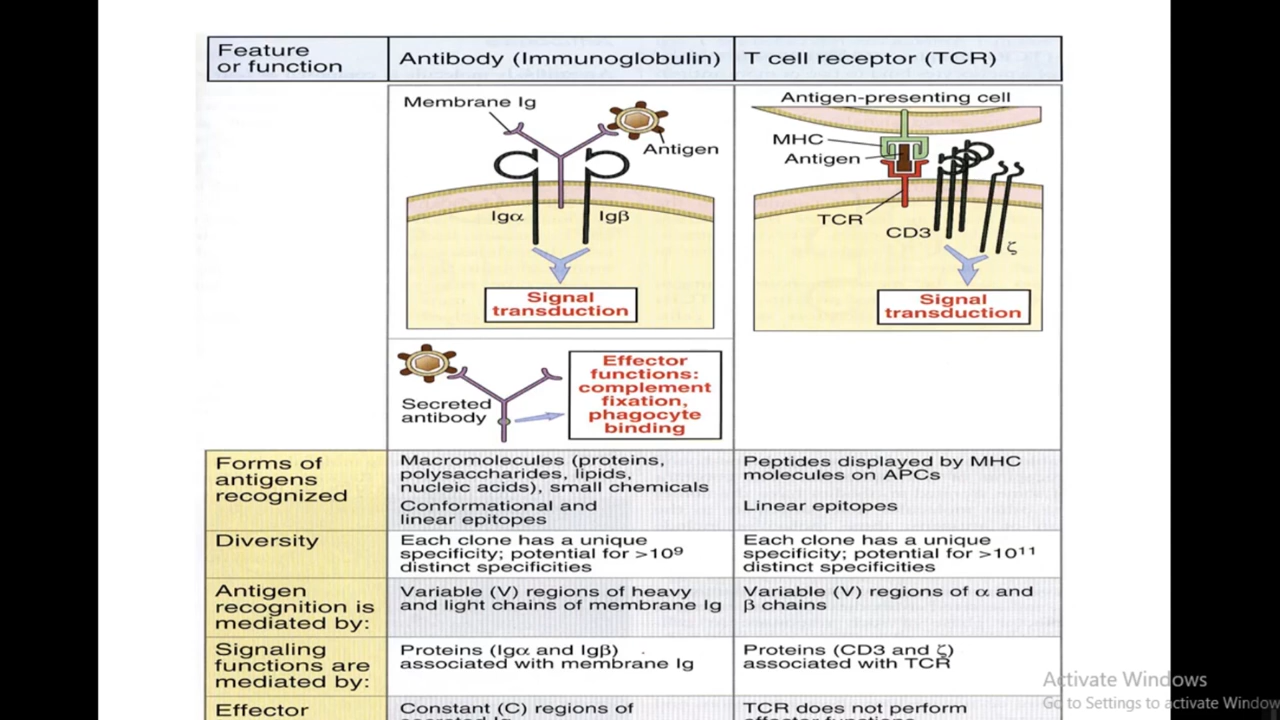 Feature
or function
Antibody (Immunoglobulin)
T cell receptor (TCR)
Membrane Ig
Antigen
Igα
Igβ
Signal
transduction
Antigen-presenting cell
MHC
Antigen
TCR
CD3
ζ
Signal
transduction
Secreted
antibody
Effector
functions:
complement
fixation,
phagocyte
binding
Forms of
antigens
recognized
Macromolecules (proteins,
polysaccharides, lipids,
nucleic acids), small chemicals
Conformational and
linear epitopes
Peptides displayed by MHC
molecules on APCs
Linear epitopes
Diversity
Each clone has a unique
specificity; potential for >10⁹
distinct specificities
Each clone has a unique
specificity; potential for >10¹¹
distinct specificities
Antigen
recognition is
mediated by:
Variable (V) regions of heavy
and light chains of membrane Ig
Variable (V) regions of α and
β chains
Signaling
functions are
mediated by:
Proteins (Igα and Igβ)
associated with membrane Ig
Proteins (CD3 and ζ)
associated with TCR
Effector
Constant (C) regions of
TCR does not perform
Activate Windows
Go to Settings to activate Window